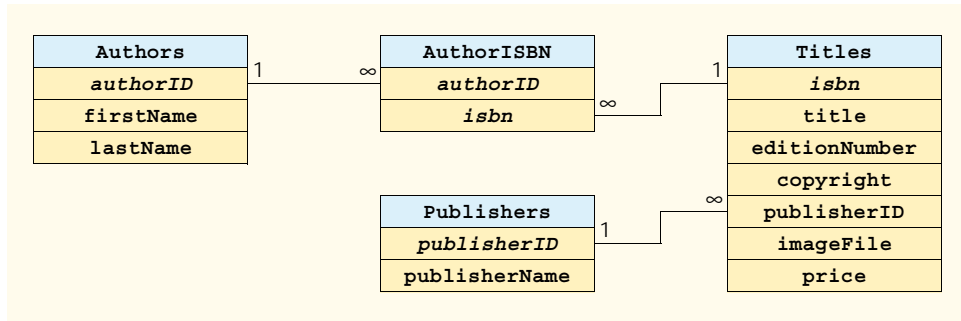 Authors
authorID
firstName
lastName
1
∞
AuthorISBN
authorID
isbn
∞
1
Titles
isbn
title
editionNumber
copyright
publisherID
imageFile
price
Publishers
publisherID
publisherName
1
∞